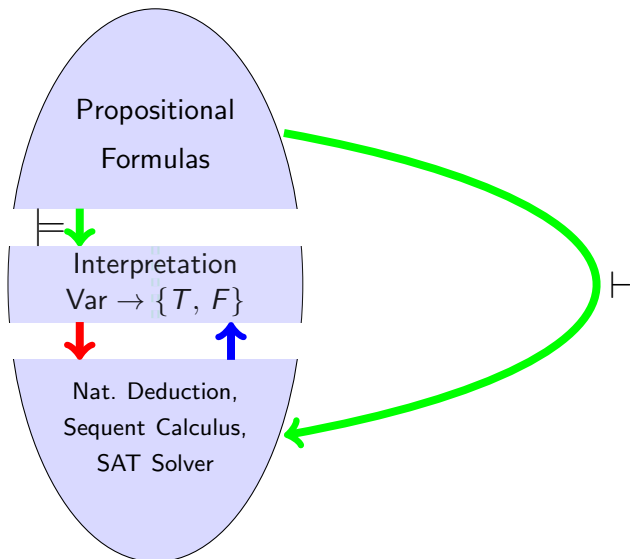 Propositional
Formulas
⊨
Interpretation
Var → {T, F}
⊢
Nat. Deduction,
Sequent Calculus,
SAT Solver